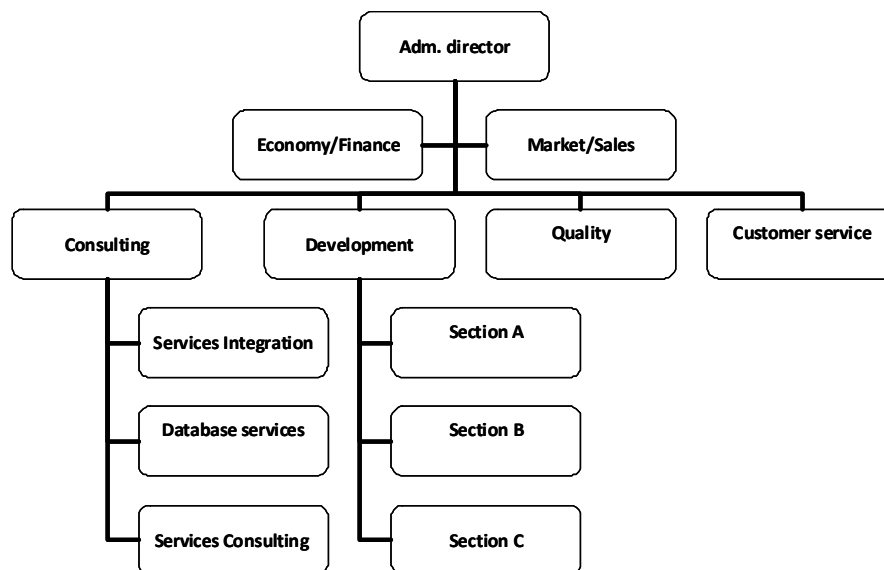 Adm. director
Economy/Finance
Market/Sales
Consulting
Development
Quality
Customer service
Services Integration
Section A
Database services
Section B
Services Consulting
Section C